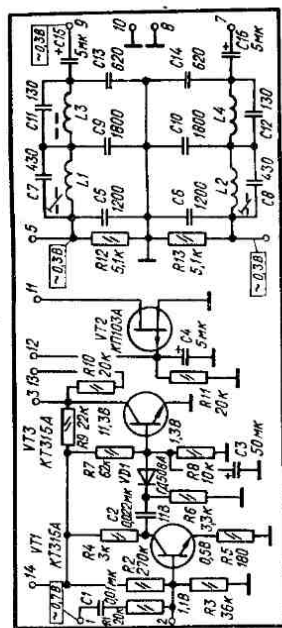 ~0,7В
14
VT1
КТ315А
VT3
КТ315А
3
13
12
11
5
~0,3В
9
10
8
7
1
2
C1
0,01мк
R1
20к
R2
270к
R3
36к
1,1В
R4
3к
C2
0,022мк
11В
0,5В
R5
180
R6
3,3к
VD1
ГД508А
R7
62к
R8
10к
C3
50мк
R9 22к
R10
20к
11,3В
1,3В
R11
20к
VT2
КП103А
C4
5мк
R12
5,1к
R13
5,1к
C7
430
C11
130
C15
5мк
~0,3В
L1
L3
C5
1200
C9
1800
C13
620
C6
1200
C10
1800
C14
620
L2
L4
C8
430
C12
130
C16
5мк
~0,3В